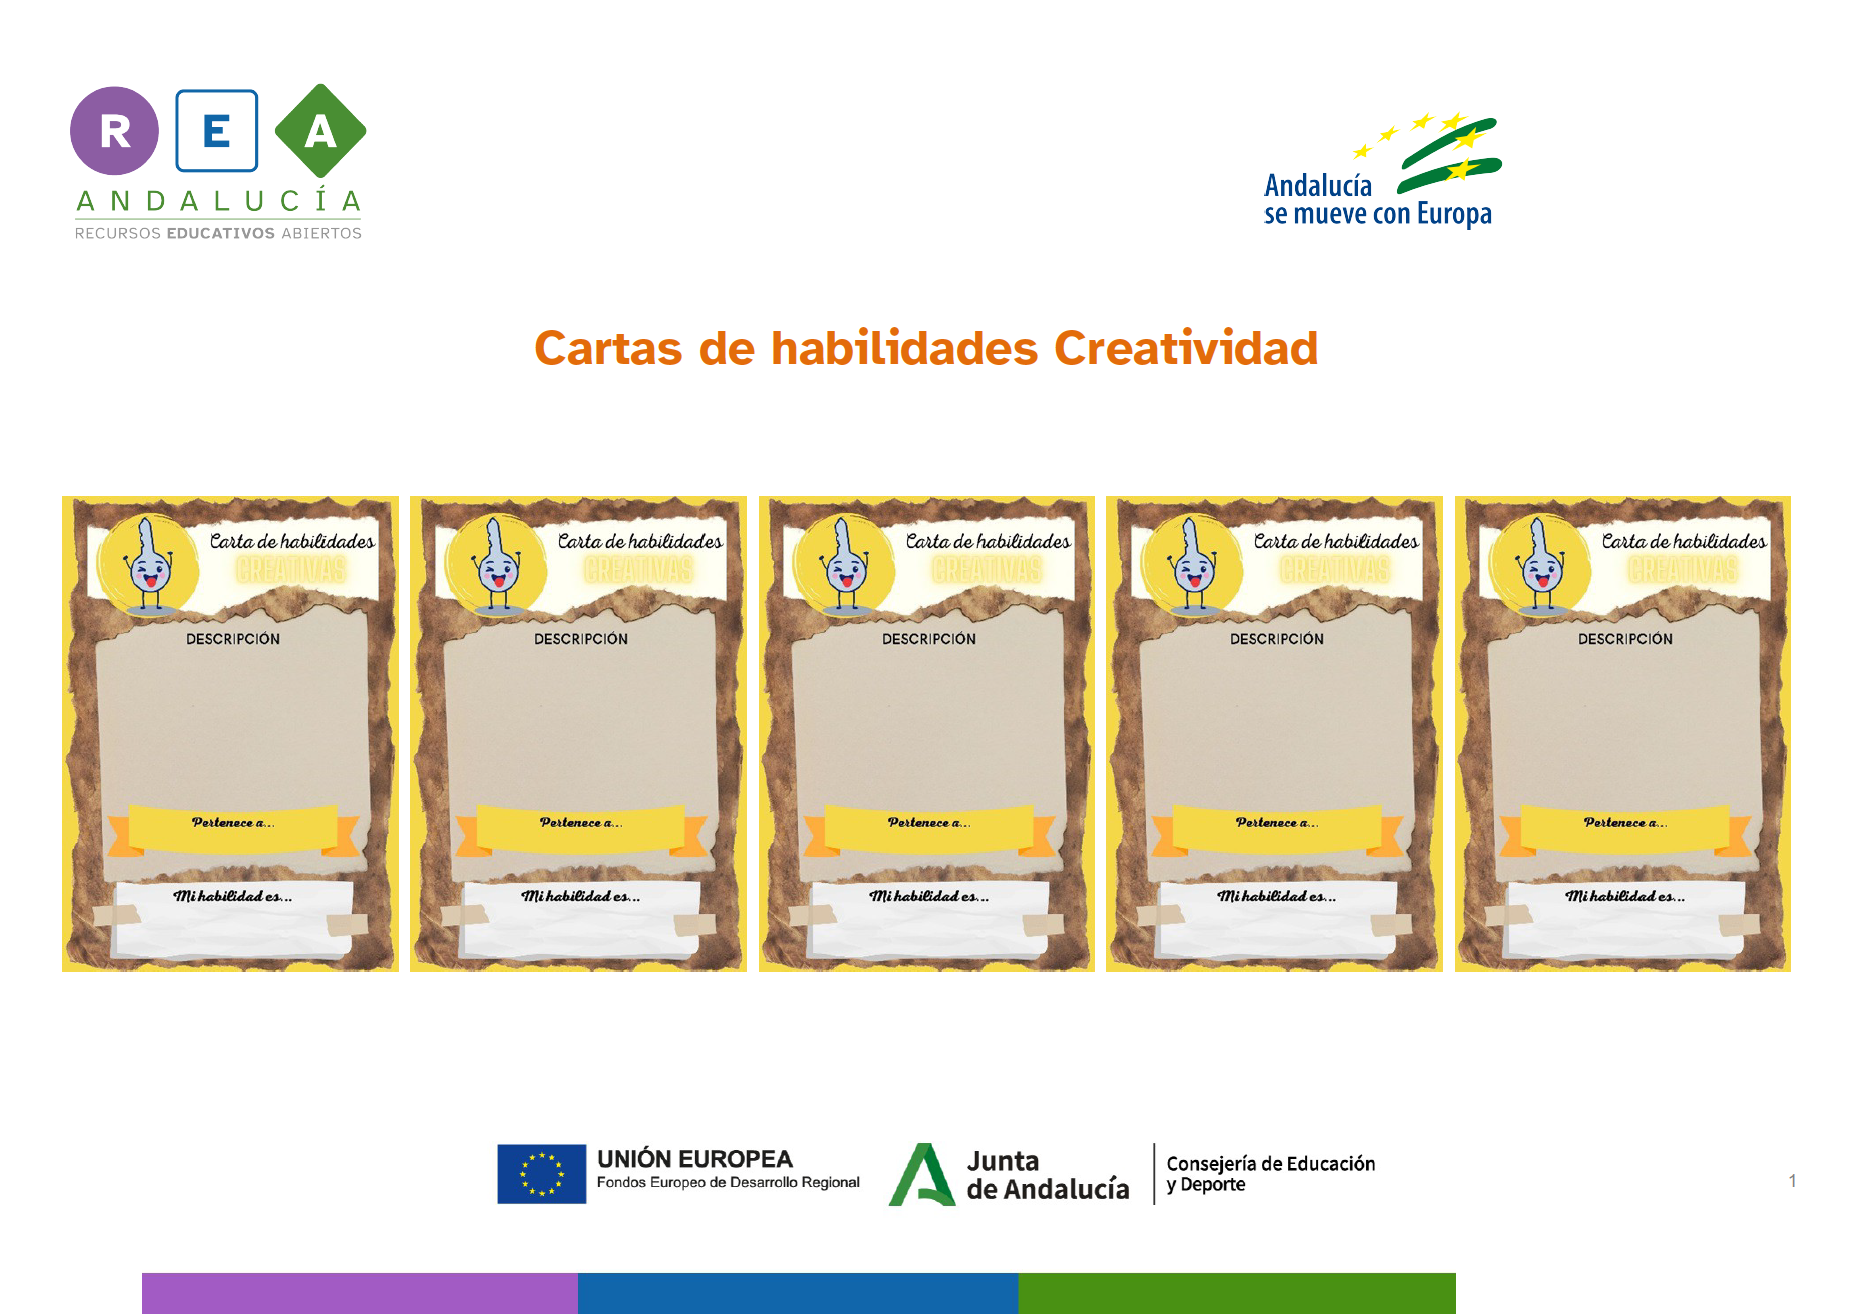 R E A
ANDALUCÍA
RECURSOS EDUCATIVOS ABIERTOS
Andalucía
se mueve con Europa
Cartas de habilidades Creatividad
Carta de habilidades
CREATIVAS
DESCRIPCIÓN
Pertenece a...
Mi habilidad es...
Carta de habilidades
CREATIVAS
DESCRIPCIÓN
Pertenece a...
Mi habilidad es...
Carta de habilidades
CREATIVAS
DESCRIPCIÓN
Pertenece a...
Mi habilidad es...
Carta de habilidades
CREATIVAS
DESCRIPCIÓN
Pertenece a...
Mi habilidad es...
Carta de habilidades
CREATIVAS
DESCRIPCIÓN
Pertenece a...
Mi habilidad es...
UNIÓN EUROPEA
Fondos Europeo de Desarrollo Regional
Junta
de Andalucía
Consejería de Educación
y Deporte
1